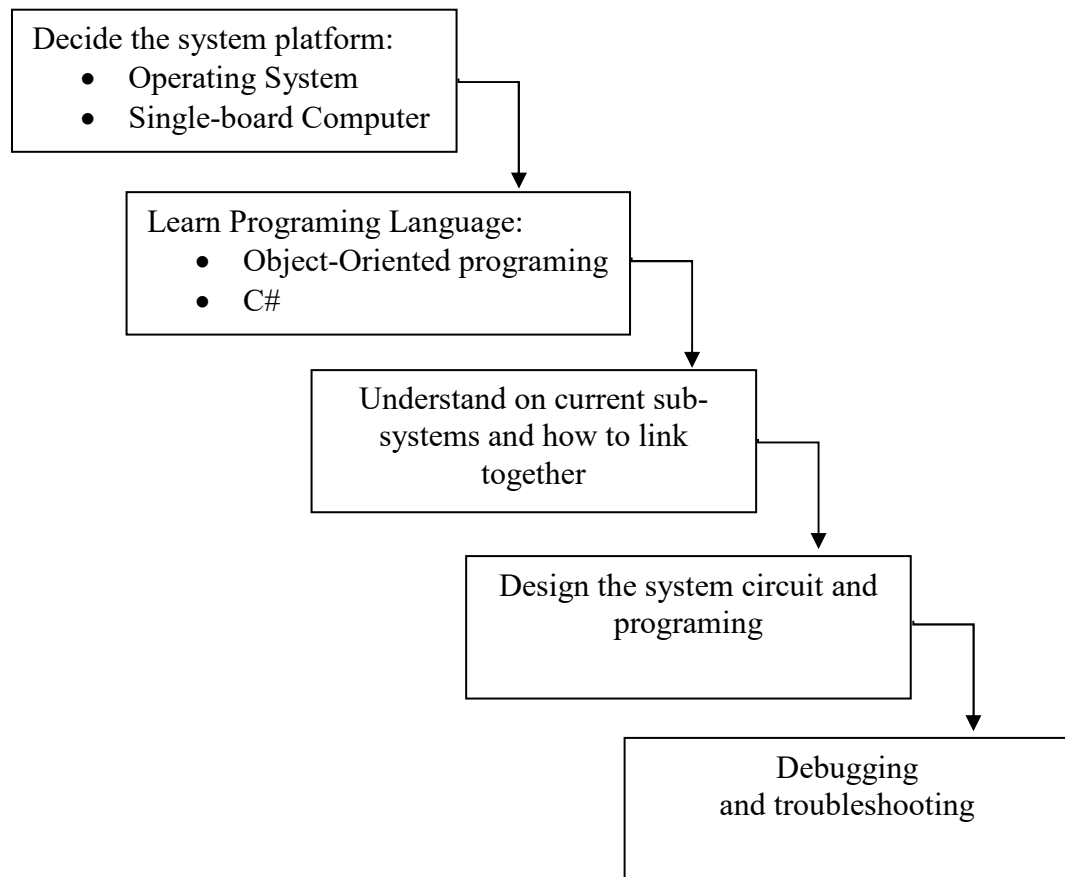 Decide the system platform:
• Operating System
• Single-board Computer
Learn Programing Language:
• Object-Oriented programing
• C#
Understand on current sub-
systems and how to link
together
Design the system circuit and
programing
Debugging
and troubleshooting